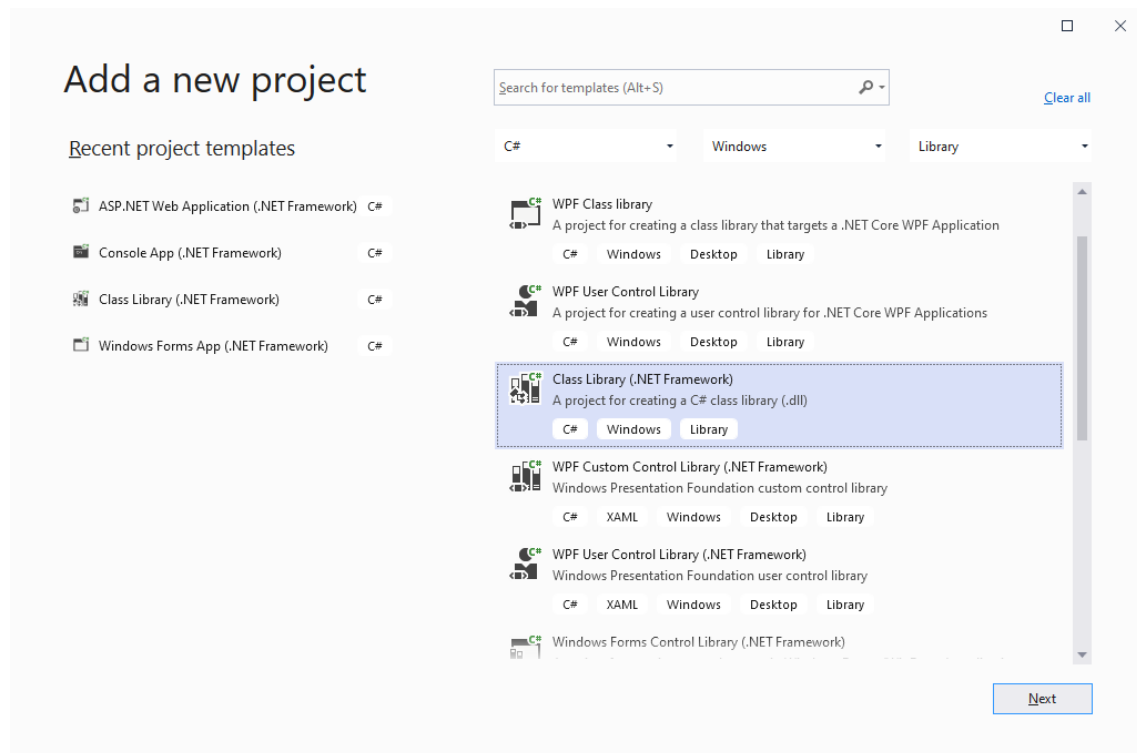 Add a new project
Search for templates (Alt+S)
Clear all
Recent project templates
C# Windows Library
ASP.NET Web Application (.NET Framework) C#
Console App (.NET Framework) C#
Class Library (.NET Framework) C#
Windows Forms App (.NET Framework) C#
WPF Class library
A project for creating a class library that targets a .NET Core WPF Application
C# Windows Desktop Library
WPF User Control Library
A project for creating a user control library for .NET Core WPF Applications
C# Windows Desktop Library
Class Library (.NET Framework)
A project for creating a C# class library (.dll)
C# Windows Library
WPF Custom Control Library (.NET Framework)
Windows Presentation Foundation custom control library
C# XAML Windows Desktop Library
WPF User Control Library (.NET Framework)
Windows Presentation Foundation user control library
C# XAML Windows Desktop Library
Windows Forms Control Library (.NET Framework)
Next